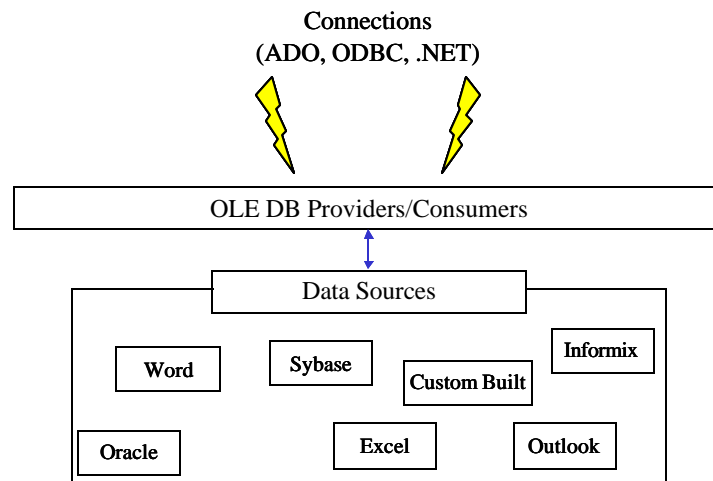 Connections
(ADO, ODBC, .NET)
OLE DB Providers/Consumers
Data Sources
Informix
Word
Sybase
Custom Built
Oracle
Excel
Outlook